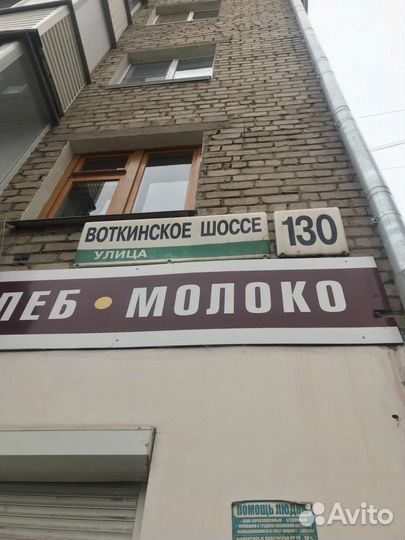 ВОТКИНСКОЕ ШОССЕ 130
УЛИЦА
ЛЕБ • МОЛОКО
ПОМОЩЬ ЛЮДЯ
Avito